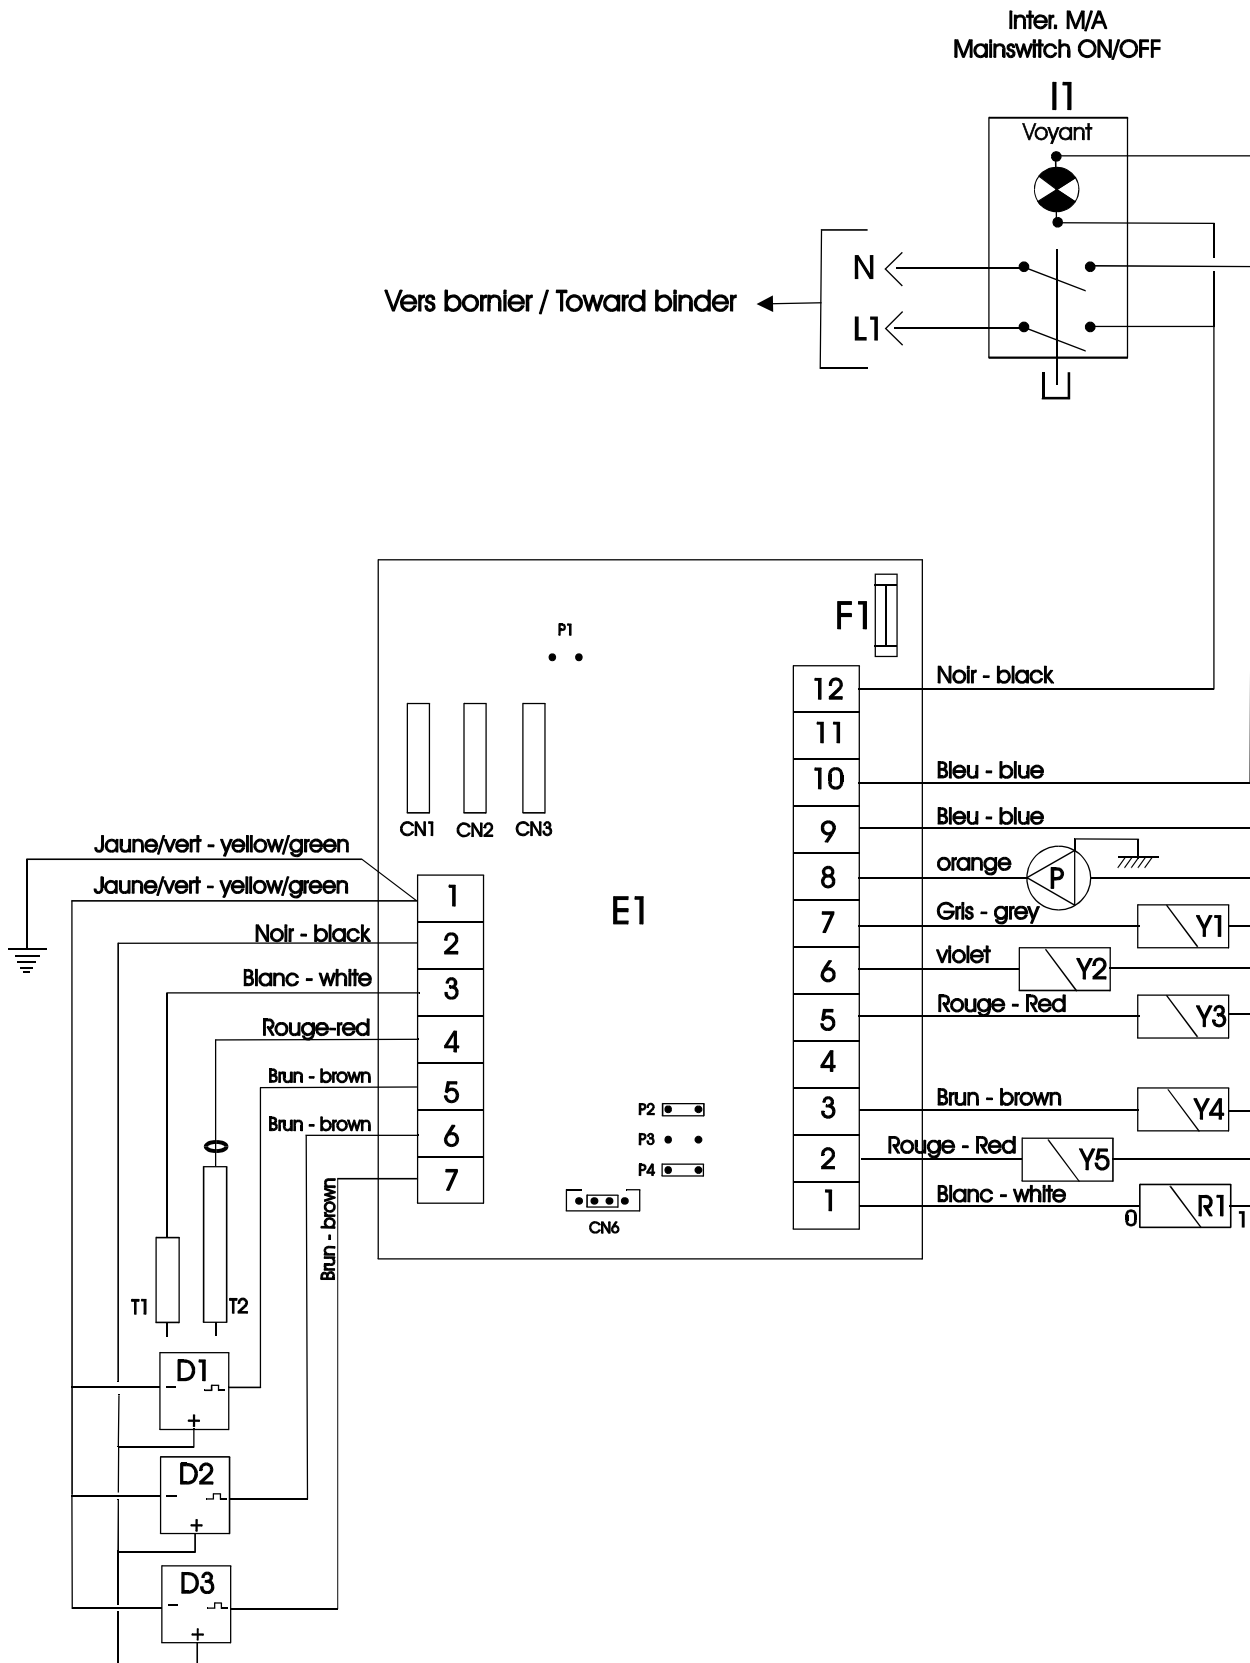 Inter. M/A
Mainswitch ON/OFF
I1
Voyant
N
Vers bornier / Toward binder
L1
F1
P1
12
Noir - black
11
10
Bleu - blue
CN1
CN2
CN3
9
Bleu - blue
Jaune/vert - yellow/green
8
orange
P
Jaune/vert - yellow/green
1
E1
7
Gris - grey
Y1
Noir - black
2
6
violet
Y2
Blanc - white
3
5
Rouge - Red
Y3
Rouge-red
4
4
Brun - brown
5
P2
3
Brun - brown
Y4
Brun - brown
6
P3
2
Rouge - Red
Y5
P4
7
1
Blanc - white
R1
0
1
Brun - brown
CN6
T1
T2
D1
-
+
D2
-
+
D3
-
+